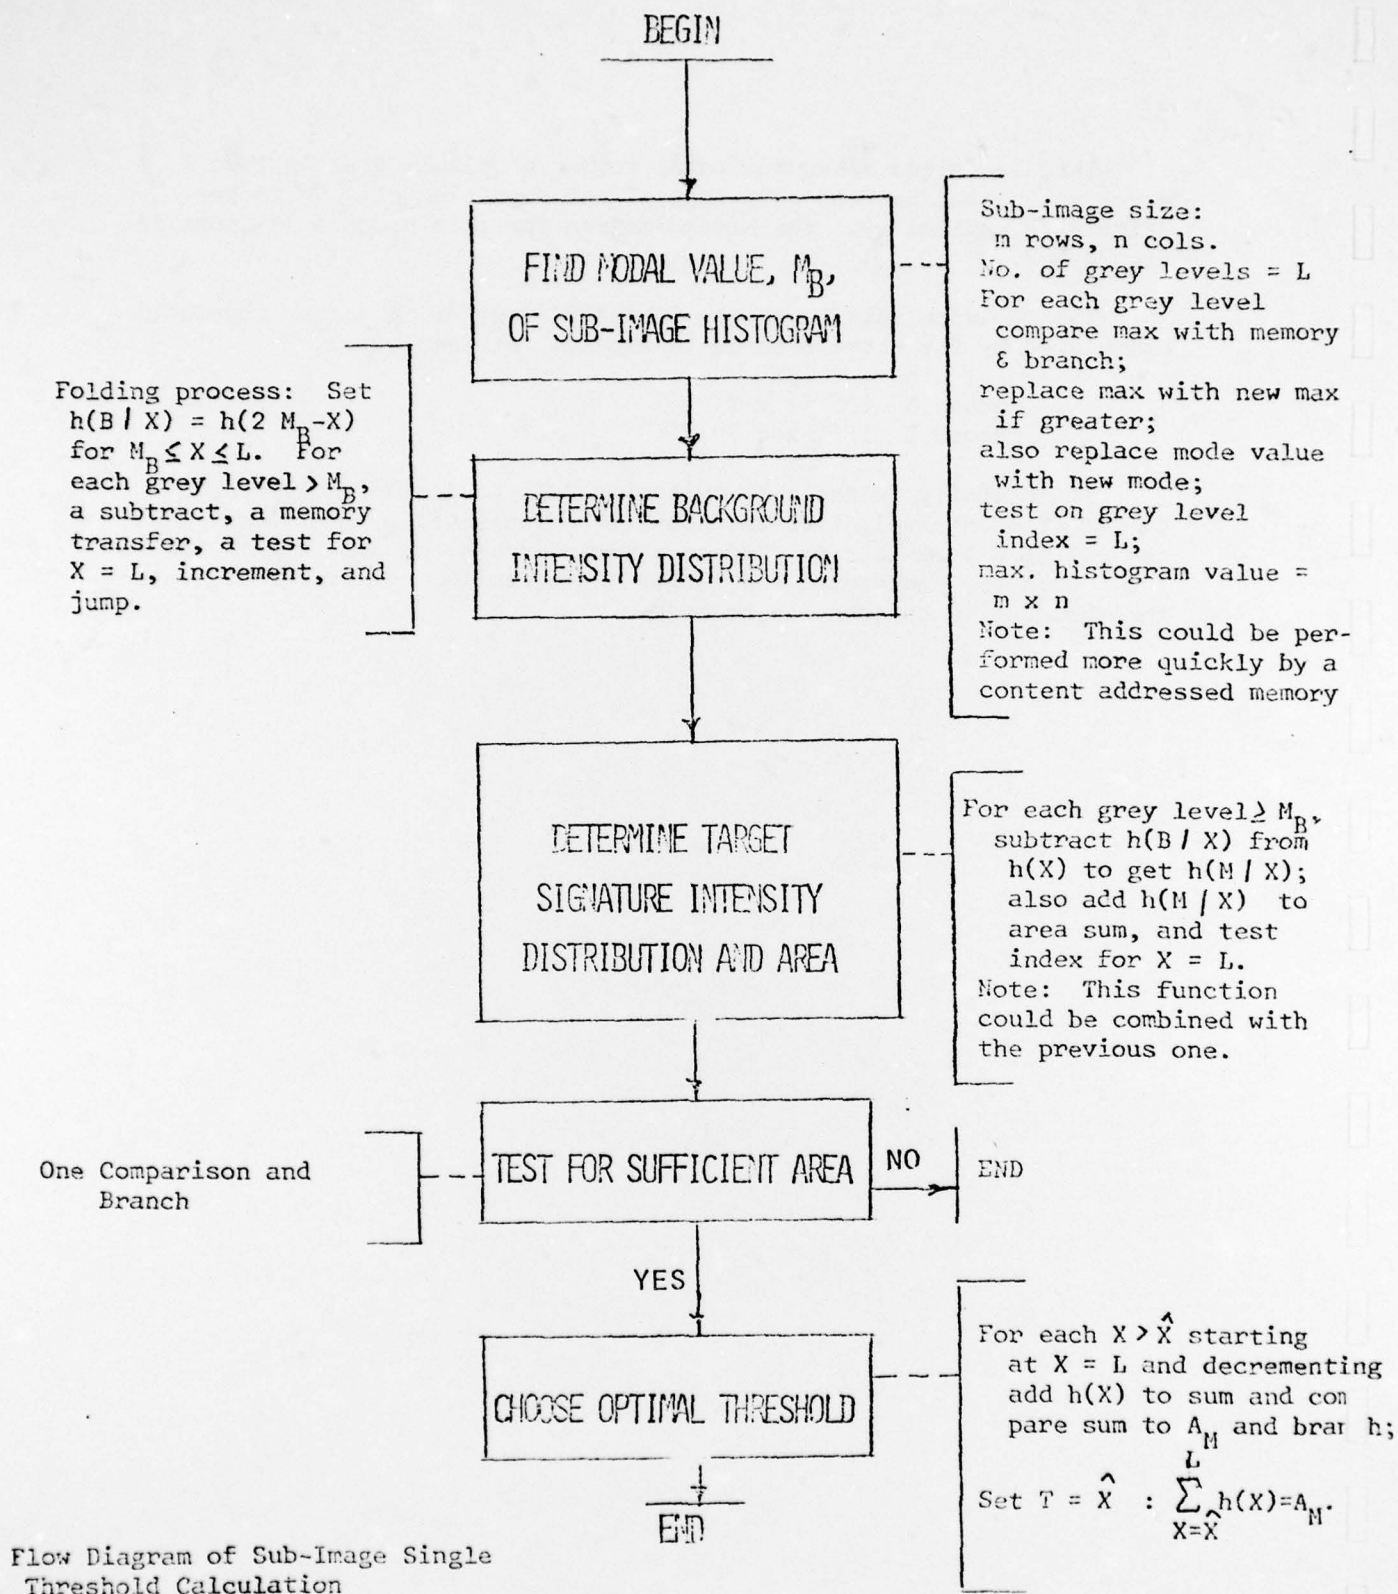 BEGIN
FIND MODAL VALUE, M_B,
OF SUB-IMAGE HISTOGRAM
Sub-image size:
m rows, n cols.
No. of grey levels = L
For each grey level
compare max with memory
& branch;
replace max with new max
if greater;
also replace mode value
with new mode;
test on grey level
index = L;
max. histogram value =
m x n
Note: This could be per-
formed more quickly by a
content addressed memory
Folding process: Set
h(B / X) = h(2 M_B-X)
for M_B ≤ X ≤ L. For
each grey level > M_B,
a subtract, a memory
transfer, a test for
X = L, increment, and
jump.
DETERMINE BACKGROUND
INTENSITY DISTRIBUTION
DETERMINE TARGET
SIGNATURE INTENSITY
DISTRIBUTION AND AREA
For each grey level ≥ M_B,
subtract h(B / X) from
h(X) to get h(M / X);
also add h(M / X) to
area sum, and test
index for X = L.
Note: This function
could be combined with
the previous one.
One Comparison and
Branch
TEST FOR SUFFICIENT AREA
NO
END
YES
CHOOSE OPTIMAL THRESHOLD
For each X > X̂ starting
at X = L and decrementing
add h(X) to sum and com
pare sum to A_M and bran h;
L
Set T = X̂ : ∑ h(X)=A_M.
X=X̂
END
Flow Diagram of Sub-Image Single
Threshold Calculation